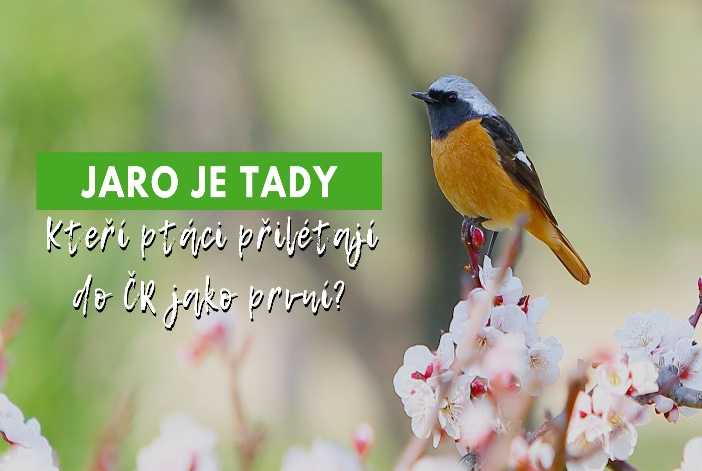 JARO JE TADY
Kteří ptáci přilétají
do ČR jako první?